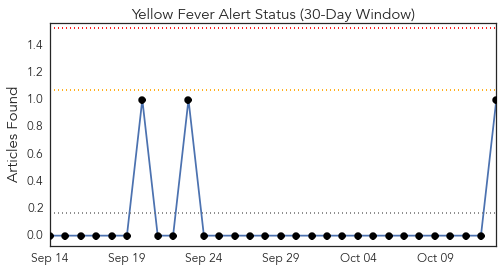 Yellow Fever Alert Status (30-Day Window)
Articles Found
1.4
1.2
1.0
0.8
0.6
0.4
0.2
0.0
Sep 14 Sep 19 Sep 24 Sep 29 Oct 04 Oct 09